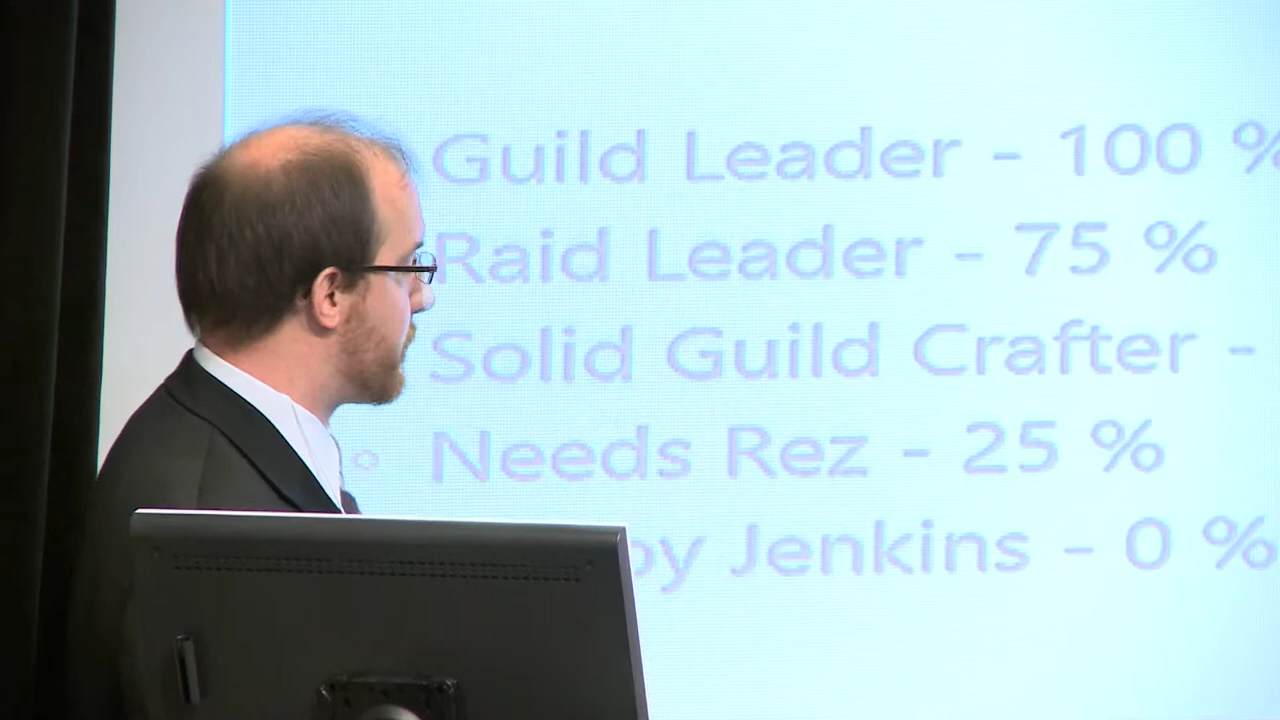 Guild Leader - 100 %
Raid Leader - 75 %
Solid Guild Crafter -
Needs Rez - 25 %
Jenkins - 0 %